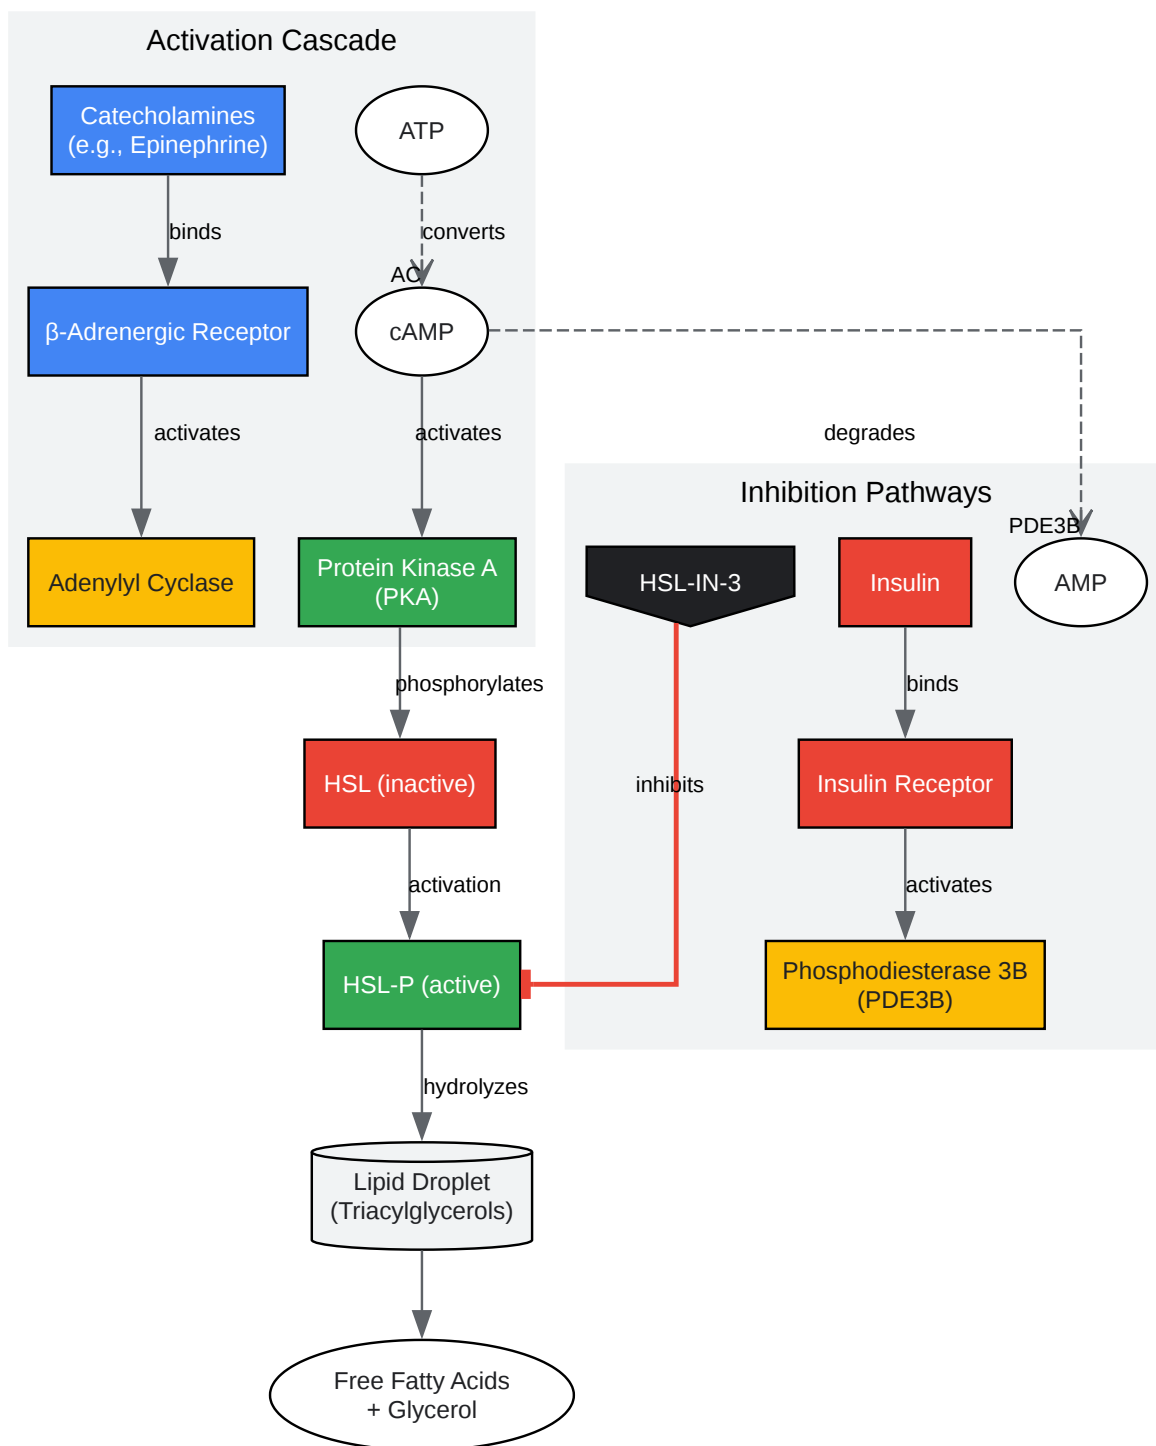 Activation Cascade
Catecholamines
(e.g., Epinephrine)
ATP
binds
converts
AC
β-Adrenergic Receptor
cAMP
activates
activates
degrades
Adenylyl Cyclase
Protein Kinase A
(PKA)
Inhibition Pathways
PDE3B
HSL-IN-3
Insulin
AMP
phosphorylates
binds
HSL (inactive)
inhibits
Insulin Receptor
activation
activates
HSL-P (active)
Phosphodiesterase 3B
(PDE3B)
hydrolyzes
Lipid Droplet
(Triacylglycerols)
Free Fatty Acids
+ Glycerol